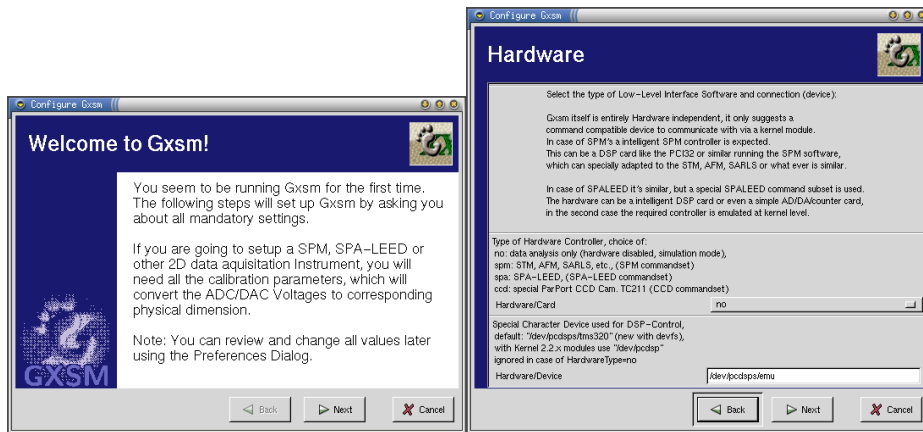 Configure Gxsm
Welcome to Gxsm!
You seem to be running Gxsm for the first time.
The following steps will set up Gxsm by asking you
about all mandatory settings.
If you are going to setup a SPM, SPA-LEED or
other 2D data aquisitation Instrument, you will
need all the calibration parameters, which will
convert the ADC/DAC Voltages to corresponding
physical dimension.
Note: You can review and change all values later
using the Preferences Dialog.
GXSM
Back
Next
Cancel
Configure Gxsm
Hardware
Select the type of Low-Level Interface Software and connection (device):
Gxsm itself is entirely Hardware independent, it only suggests a
command compatible device to communicate with via a kernel module.
In case of SPM's a intelligent SPM controller is expected.
This can be a DSP card like the PCI32 or similar running the SPM software,
which can specially adapted to the STM, AFM, SARLS or what ever is similar.
In case of SPALEED it's similar, but a special SPALEED command subset is used.
The hardware can be a intelligent DSP card or even a simple AD/DA/counter card,
in the second case the required controller is emulated at kernel level.
Type of Hardware Controller, choice of:
no: data analysis only (hardware disabled, simulation mode),
spm: STM, AFM, SARLS, etc., (SPM commandset)
spa: SPA-LEED, (SPA-LEED commandset)
ccd: special ParPort CCD Cam. TC211 (CCD commandset)
Hardware/Card
no
Special Character Device used for DSP-Control,
default: "/dev/pcdsps/tms320" (new with devfs),
with Kernel 2.2.x modules use "/dev/pcdsp"
ignored in case of HardwareType=no
Hardware/Device
/dev/pcdsps/emu
Back
Next
Cancel